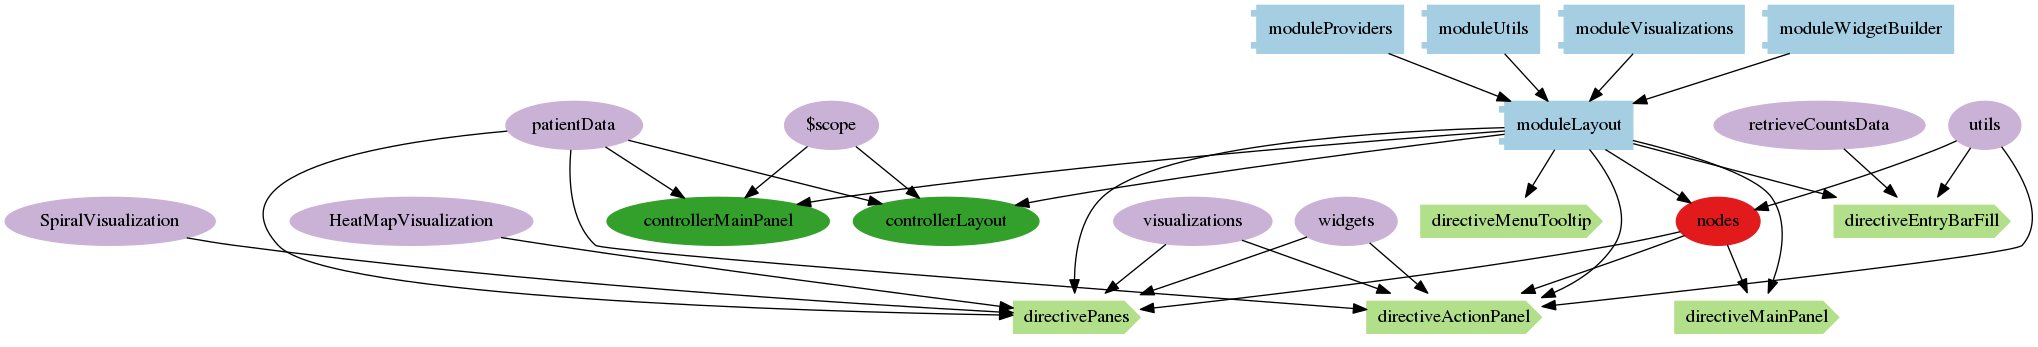 moduleProviders
moduleUtils
moduleVisualizations
moduleWidgetBuilder
patientData
$scope
moduleLayout
retrieveCountsData
utils
SpiralVisualization
HeatMapVisualization
controllerMainPanel
controllerLayout
visualizations
widgets
directiveMenuTooltip
nodes
directiveEntryBarFill
directivePanes
directiveActionPanel
directiveMainPanel